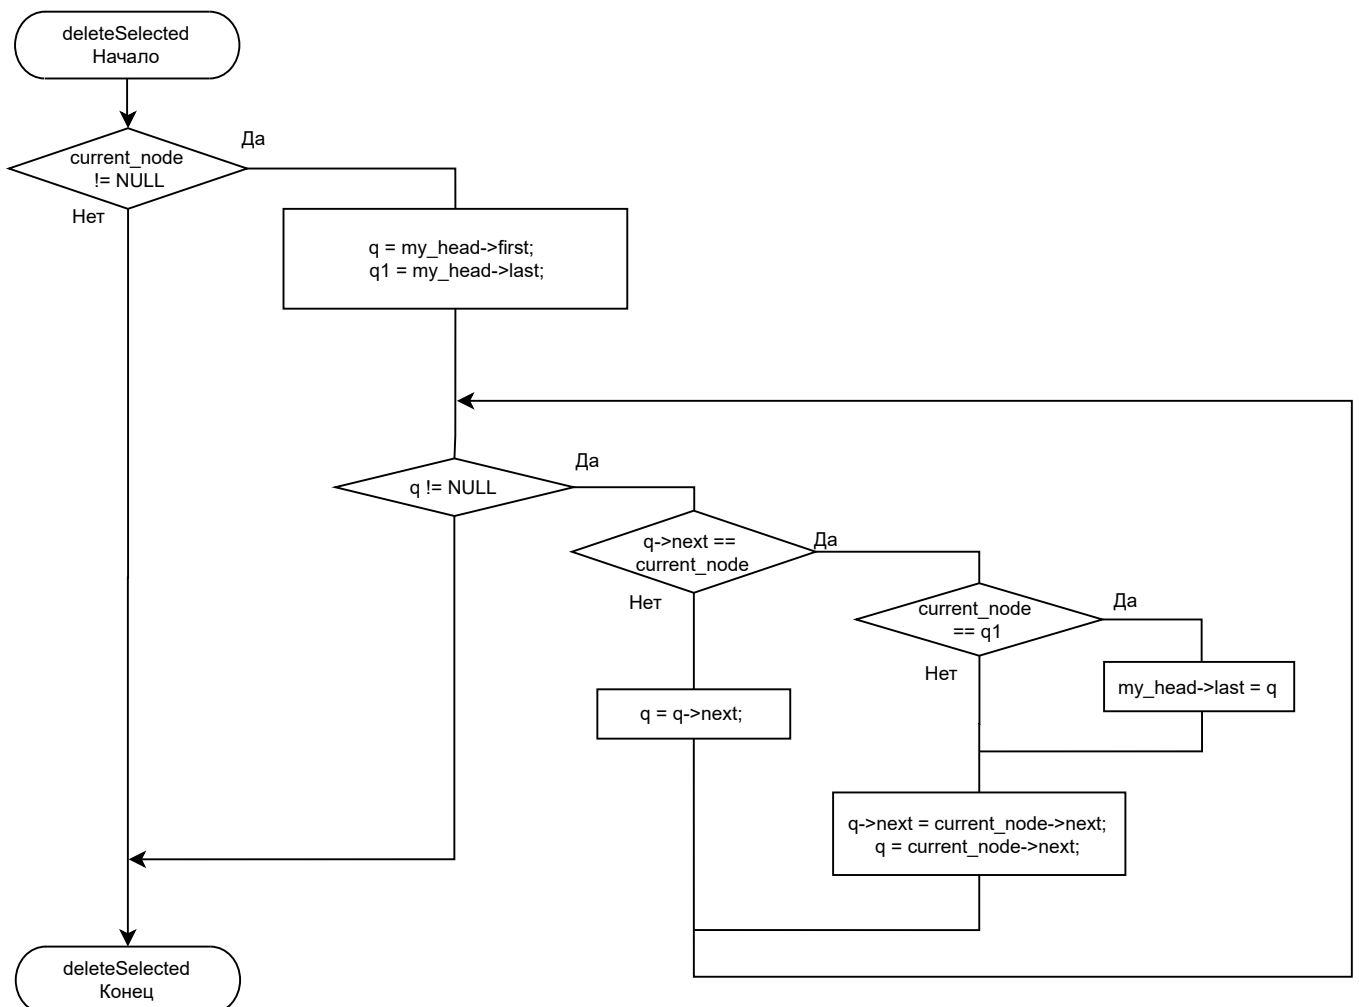 deleteSelected
Начало
Да
current_node
!= NULL
Нет
q = my_head->first;
q1 = my_head->last;
Да
q != NULL
Да
q->next ==
current_node
Нет
Да
current_node
== q1
Нет
my_head->last = q
q = q->next;
q->next = current_node->next;
q = current_node->next;
deleteSelected
Конец